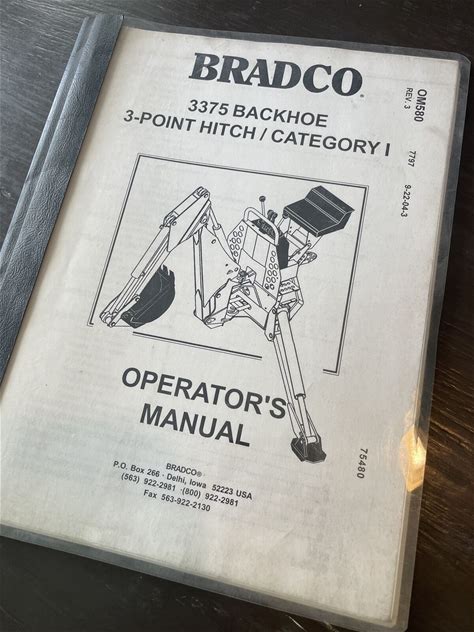 BRADCO®
3375 BACKHOE
3-POINT HITCH / CATEGORY I
OM580
REV. 3
7797
9-22-04-3
OPERATOR'S
MANUAL
75480
BRADCO®
P.O. Box 266 · Delhi, Iowa 52223 USA
(563) 922-2981 · (800) 922-2981
Fax 563-922-2130